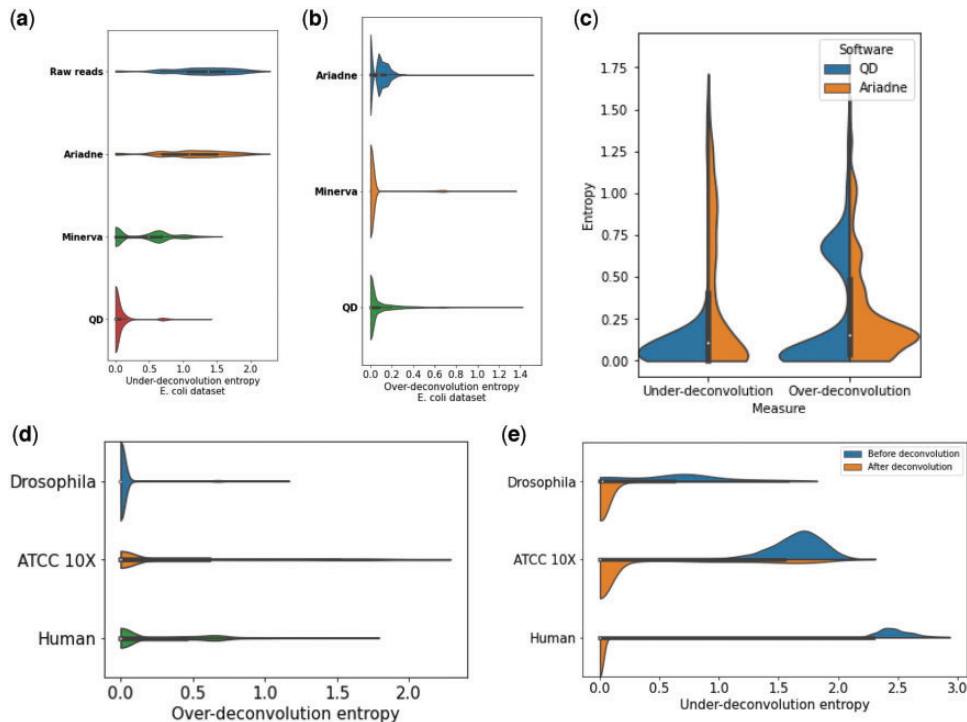 (a)
Raw reads
Ariadne
Minerva
QD
0.0 0.5 1.0 1.5 2.0
Under-deconvolution entropy
E. coli dataset
(b)
Ariadne
Minerva
QD
0.0 0.2 0.4 0.6 0.8 1.0 1.2 1.4
Over-deconvolution entropy
E. coli dataset
(c)
Software
QD
Ariadne
1.75
1.50
1.25
1.00
0.75
0.50
0.25
0.00
Entropy
Under-deconvolution Over-deconvolution
Measure
(d)
Drosophila
ATCC 10X
Human
0.0 0.5 1.0 1.5 2.0
Over-deconvolution entropy
(e)
Before deconvolution
After deconvolution
Drosophila
ATCC 10X
Human
0.0 0.5 1.0 1.5 2.0 2.5 3.0
Under-deconvolution entropy